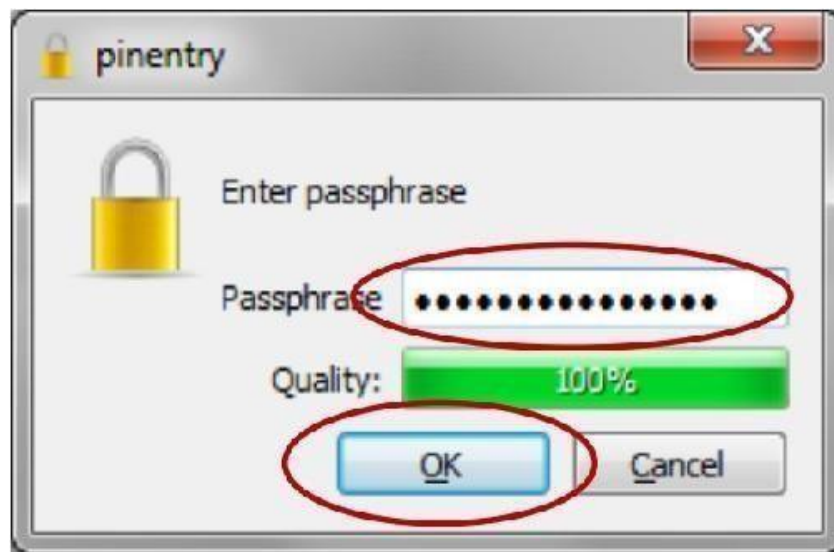 pinentry
Enter passphrase
Passphrase ●●●●●●●●●●●●●●●
Quality: 100%
OK Cancel